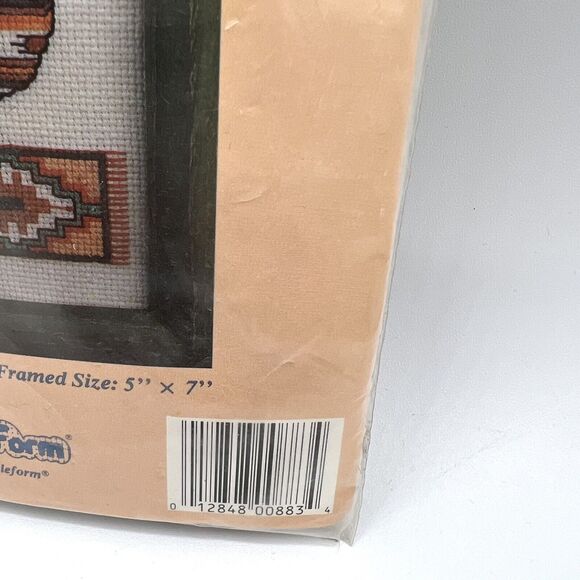 Framed Size: 5" × 7"
form®
leform®
0 12848 00883 4